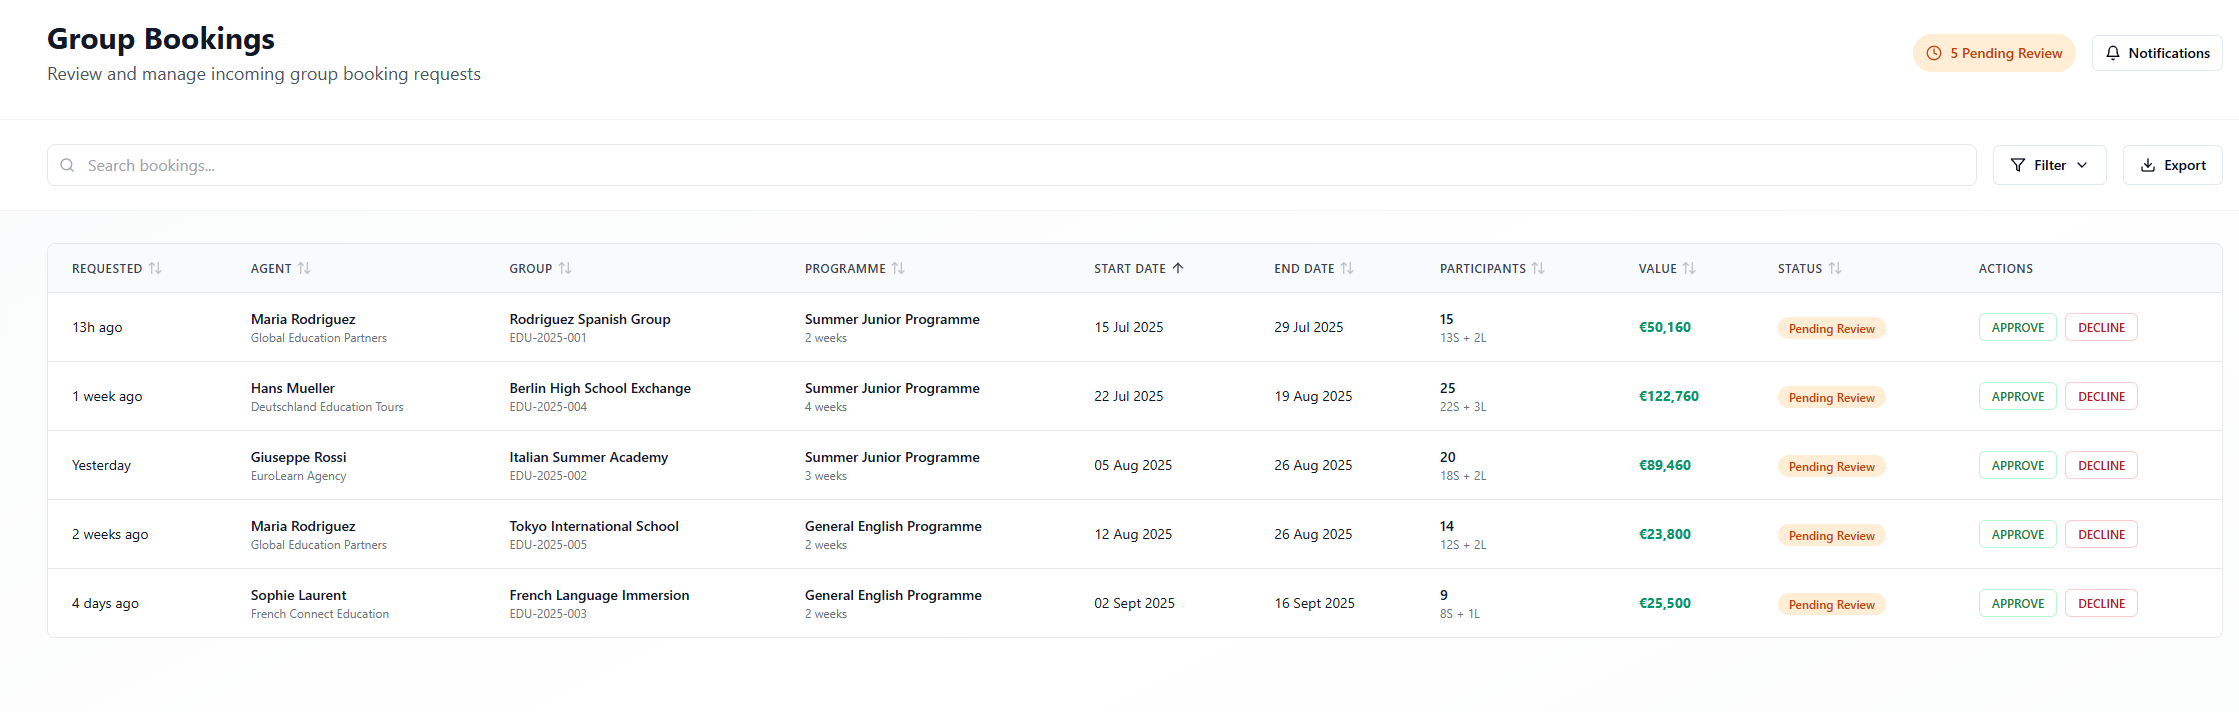 Group Bookings
Review and manage incoming group booking requests
5 Pending Review
Notifications
Search bookings...
Filter
Export
REQUESTED AGENT GROUP PROGRAMME START DATE END DATE PARTICIPANTS VALUE STATUS ACTIONS
13h ago Maria Rodriguez Rodriguez Spanish Group Summer Junior Programme 15 Jul 2025 29 Jul 2025 15 €50,160 Pending Review APPROVE DECLINE
Global Education Partners EDU-2025-001 2 weeks 13S + 2L
1 week ago Hans Mueller Berlin High School Exchange Summer Junior Programme 22 Jul 2025 19 Aug 2025 25 €122,760 Pending Review APPROVE DECLINE
Deutschland Education Tours EDU-2025-004 4 weeks 22S + 3L
Yesterday Giuseppe Rossi Italian Summer Academy Summer Junior Programme 05 Aug 2025 26 Aug 2025 20 €89,460 Pending Review APPROVE DECLINE
EuroLearn Agency EDU-2025-002 3 weeks 18S + 2L
2 weeks ago Maria Rodriguez Tokyo International School General English Programme 12 Aug 2025 26 Aug 2025 14 €23,800 Pending Review APPROVE DECLINE
Global Education Partners EDU-2025-005 2 weeks 12S + 2L
4 days ago Sophie Laurent French Language Immersion General English Programme 02 Sept 2025 16 Sept 2025 9 €25,500 Pending Review APPROVE DECLINE
French Connect Education EDU-2025-003 2 weeks 8S + 1L